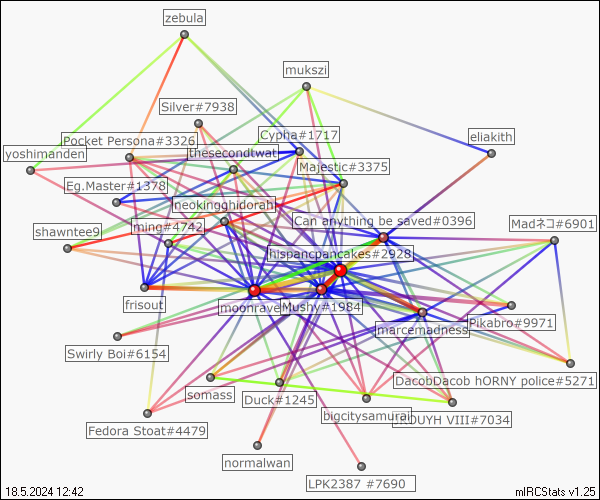 zebula
mukszi
Silver#7938
Cypha#1717
eliakith
Pocket Persona#3326
thesecondtwat
yoshimanden
Majestic#3375
Eg.Master#1378
neokingghidorah
Can anything be saved#0396
Madネコ#6901
shawntee9
ming#4742
hispancpancakes#2928
frisout
moonrave
Mushy#1984
marcemadness
Pikabro#9971
Swirly Boi#6154
DacobDacob hORNY police#5271
somass
Duck#1245
bigcitysamurai
OUYH VIII#7034
Fedora Stoat#4479
normalwan
LPK2387 #7690
18.5.2024 12:42
mIRCStats v1.25